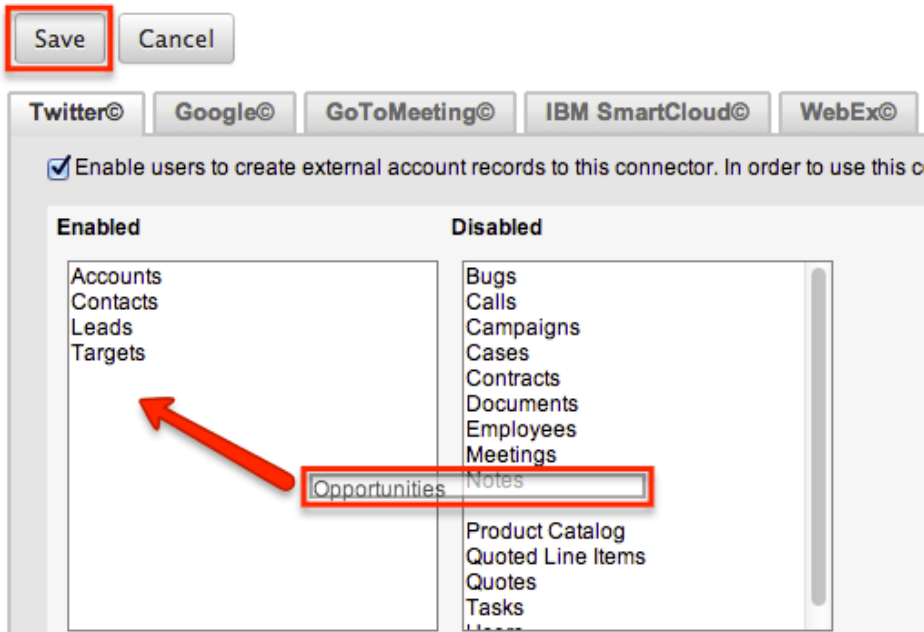 Save Cancel
Twitter© Google© GoToMeeting© IBM SmartCloud© WebEx©
Enable users to create external account records to this connector. In order to use this
Enabled
Accounts
Contacts
Leads
Targets
Disabled
Bugs
Calls
Campaigns
Cases
Contracts
Documents
Employees
Meetings
Notes
Opportunities
Product Catalog
Quoted Line Items
Quotes
Tasks